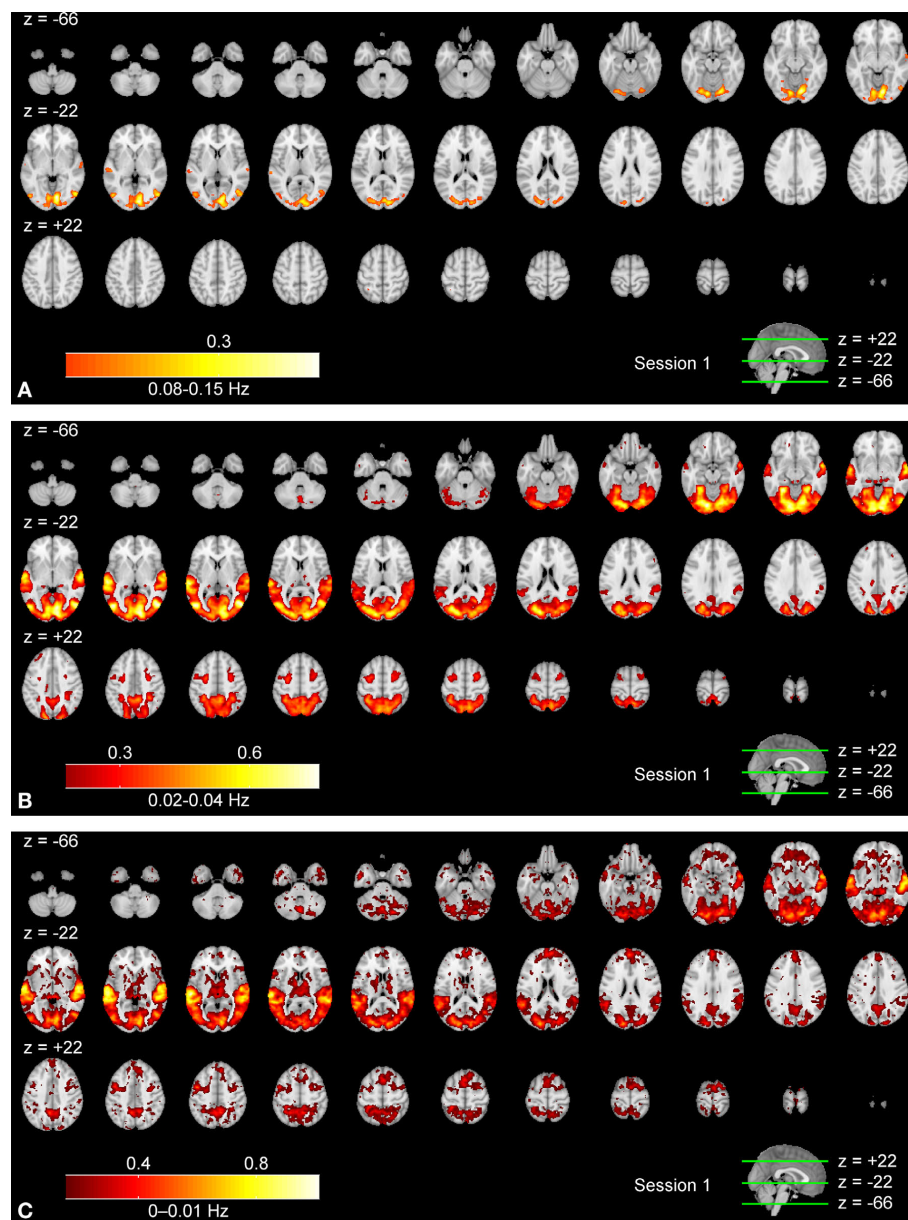 z = -66
z = -22
z = +22
0.3
0.08-0.15 Hz
Session 1
z = +22
z = -22
z = -66
A
z = -66
z = -22
z = +22
0.3 0.6
0.02-0.04 Hz
Session 1
z = +22
z = -22
z = -66
B
z = -66
z = -22
z = +22
0.4 0.8
0–0.01 Hz
Session 1
z = +22
z = -22
z = -66
C